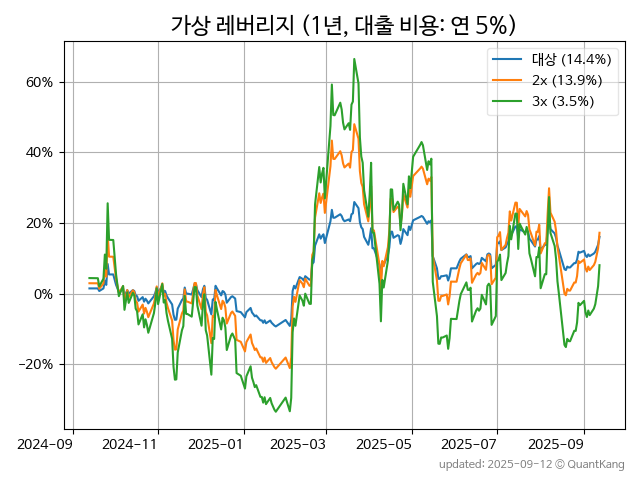 가상 레버리지 (1년, 대출 비용: 연 5%)
대상 (14.4%)
2x (13.9%)
3x (3.5%)
60%
40%
20%
0%
−20%
2024-09
2024-11
2025-01
2025-03
2025-05
2025-07
2025-09
updated: 2025-09-12 © QuantKang